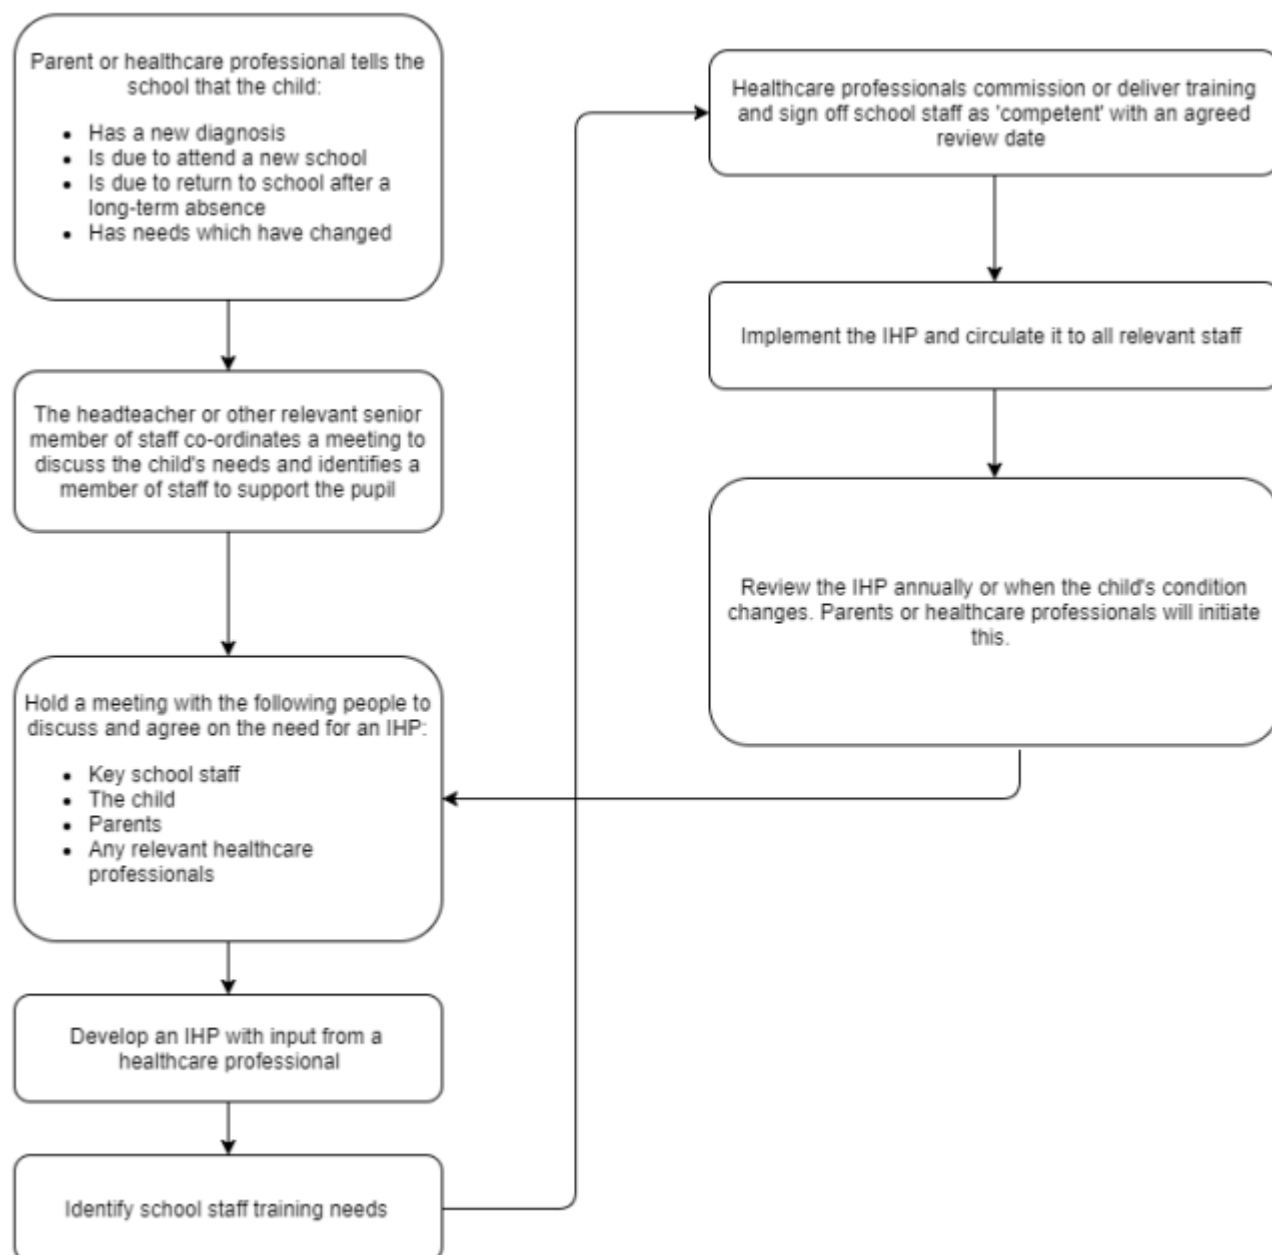 Parent or healthcare professional tells the
school that the child:
• Has a new diagnosis
• Is due to attend a new school
• Is due to return to school after a
long-term absence
• Has needs which have changed
The headteacher or other relevant senior
member of staff co-ordinates a meeting to
discuss the child's needs and identifies a
member of staff to support the pupil
Hold a meeting with the following people to
discuss and agree on the need for an IHP:
• Key school staff
• The child
• Parents
• Any relevant healthcare
professionals
Develop an IHP with input from a
healthcare professional
Identify school staff training needs
Healthcare professionals commission or deliver training
and sign off school staff as 'competent' with an agreed
review date
Implement the IHP and circulate it to all relevant staff
Review the IHP annually or when the child's condition
changes. Parents or healthcare professionals will initiate
this.